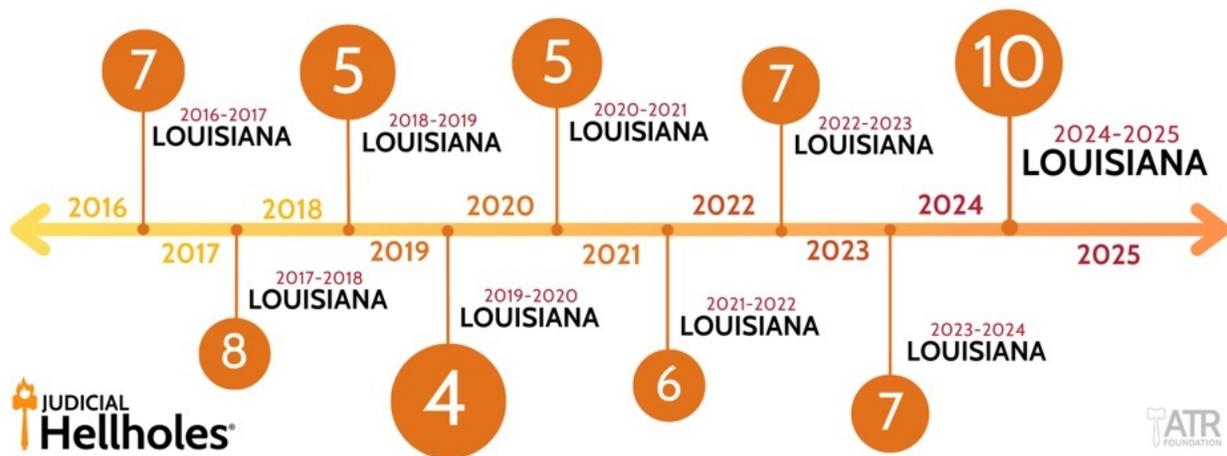 7
2016-2017
LOUISIANA
5
2018-2019
LOUISIANA
5
2020-2021
LOUISIANA
7
2022-2023
LOUISIANA
10
2024-2025
LOUISIANA
2016
2018
2020
2022
2024
2017
2019
2021
2023
2025
2017-2018
LOUISIANA
8
2019-2020
LOUISIANA
4
2021-2022
LOUISIANA
6
2023-2024
LOUISIANA
7
JUDICIAL
Hellholes®
ATR
FOUNDATION